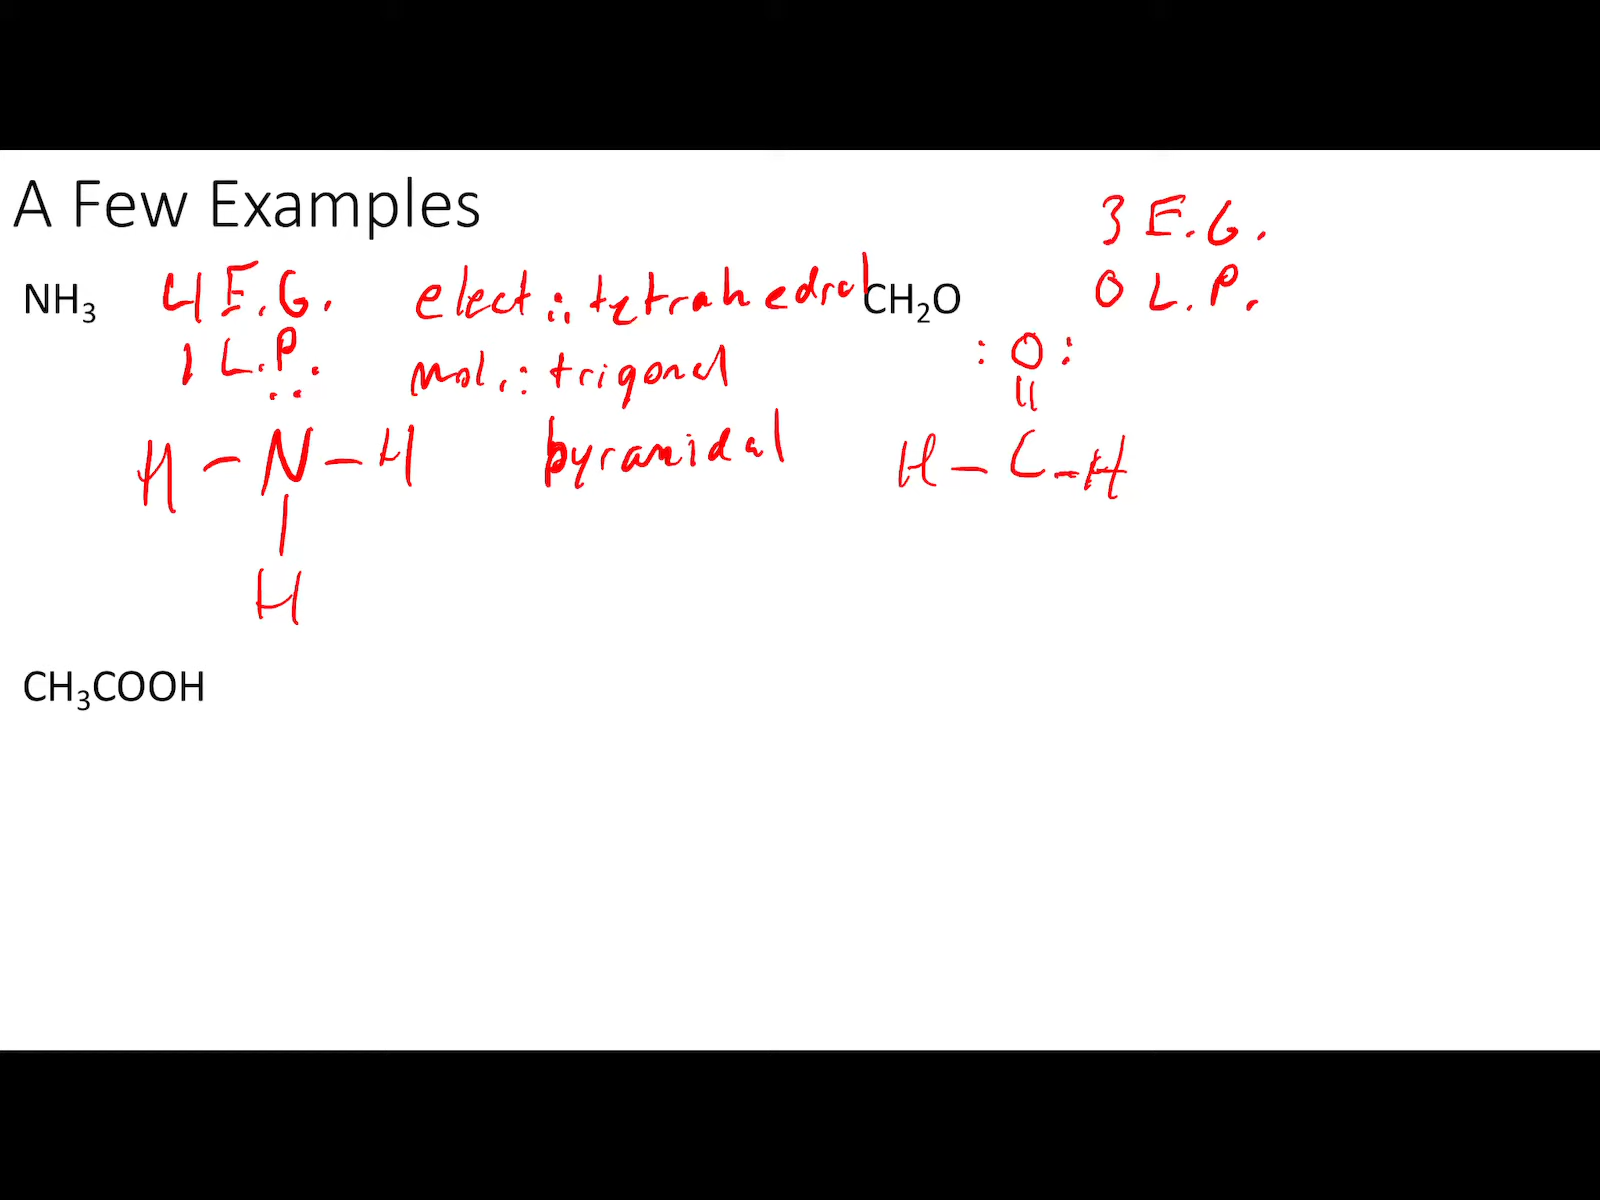 A Few Examples
NH₃ 4 E.G. elect.: tetrahedral
1 L.P. mol.: trigonal
pyramidal
H – N – H
H
CH₂O 3 E.G.
0 L.P.
: O :
H – C – H
CH₃COOH